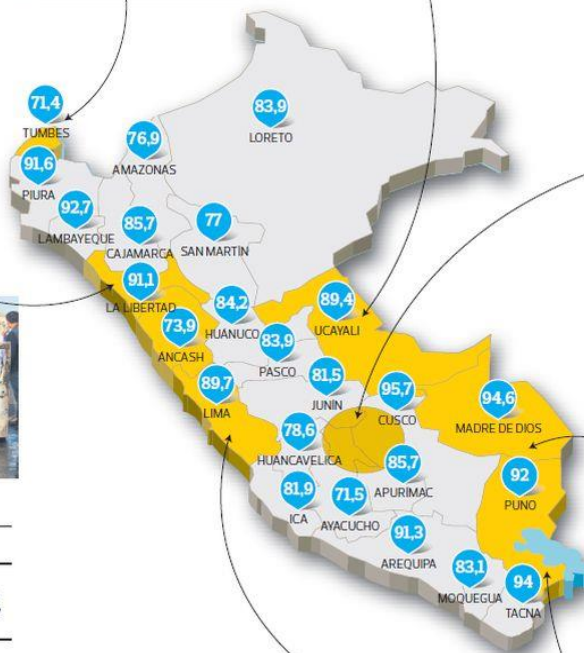 71,4
TUMBES
91,6
PIURA
92,7
LAMBAYEQUE
76,9
AMAZONAS
85,7
CAJAMARCA
77
SAN MARTÍN
83,9
LORETO
91,1
LA LIBERTAD
73,9
ANCASH
84,2
HUANUCO
83,9
PASCO
89,4
UCAYALI
89,7
LIMA
81,5
JUNÍN
95,7
CUSCO
94,6
MADRE DE DIOS
78,6
HUANCAVELICA
85,7
APURÍMAC
92
PUNO
81,9
ICA
71,5
AYACUCHO
91,3
AREQUIPA
83,1
MOQUEGUA
94
TACNA